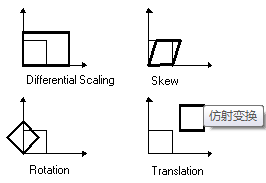 Differential Scaling
Skew
仿射变换
Rotation
Translation